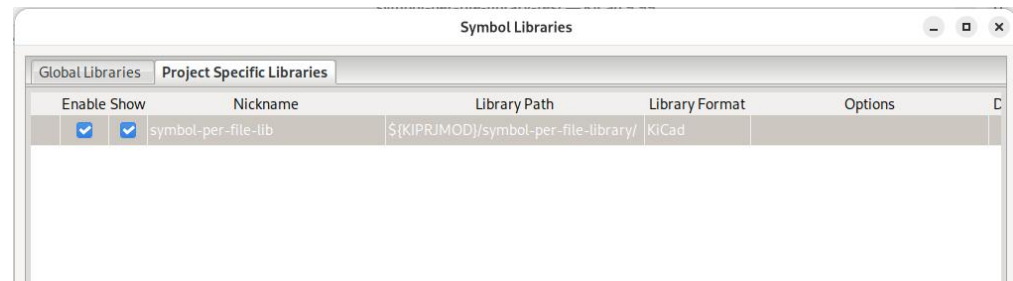 Symbol Libraries
Global Libraries Project Specific Libraries
Enable Show Nickname Library Path Library Format Options D
symbol-per-file-lib ${KIPRJMOD}/symbol-per-file-library/ KiCad